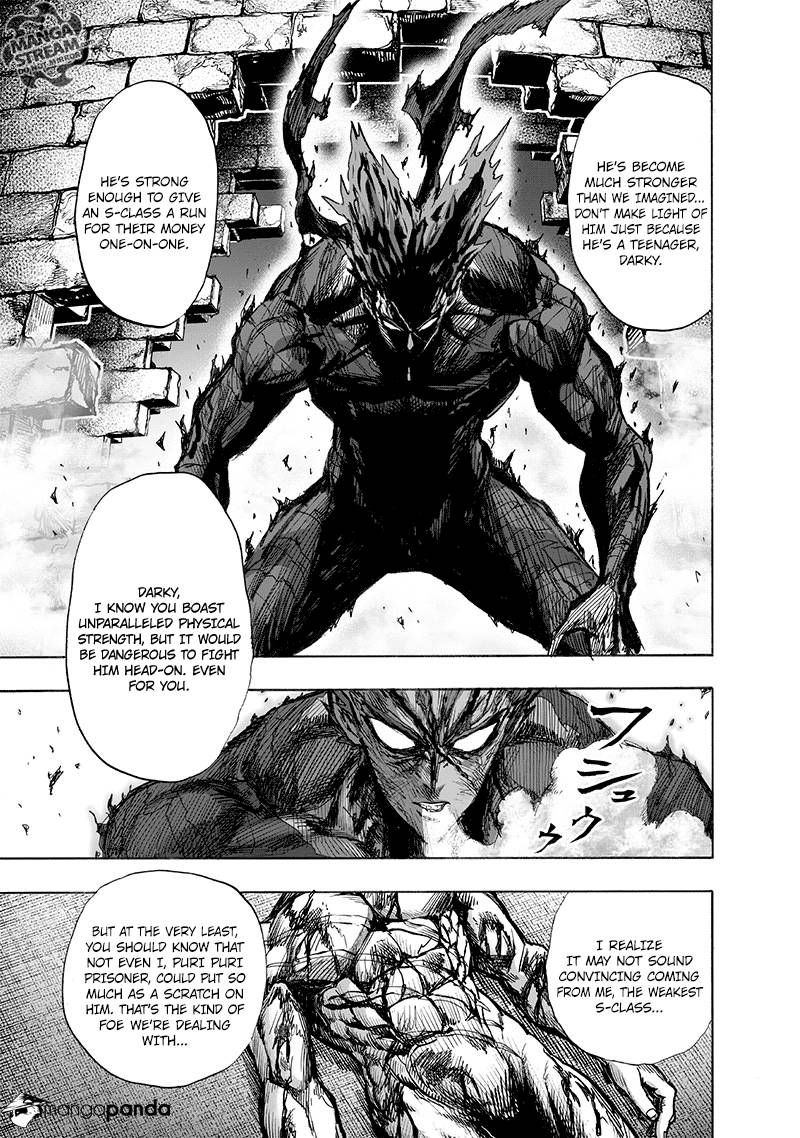 MANGA
STREAM
HE'S BECOME
MUCH STRONGER
THAN WE IMAGINED...
DON'T MAKE LIGHT OF
HIM JUST BECAUSE
HE'S A TEENAGER,
DARKY.
HE'S STRONG
ENOUGH TO GIVE
AN S-CLASS A RUN
FOR THEIR MONEY
ONE-ON-ONE.
DARKY,
I KNOW YOU BOAST
UNPARALLELED PHYSICAL
STRENGTH, BUT IT WOULD
BE DANGEROUS TO FIGHT
HIM HEAD-ON. EVEN
FOR YOU.
フシュウゥ
I REALIZE
IT MAY NOT SOUND
CONVINCING COMING
FROM ME, THE WEAKEST
S-CLASS...
BUT AT THE VERY LEAST,
YOU SHOULD KNOW THAT
NOT EVEN I, PURI PURI
PRISONER, COULD PUT SO
MUCH AS A SCRATCH ON
HIM. THAT'S THE KIND OF
FOE WE'RE DEALING
WITH...
mangapanda